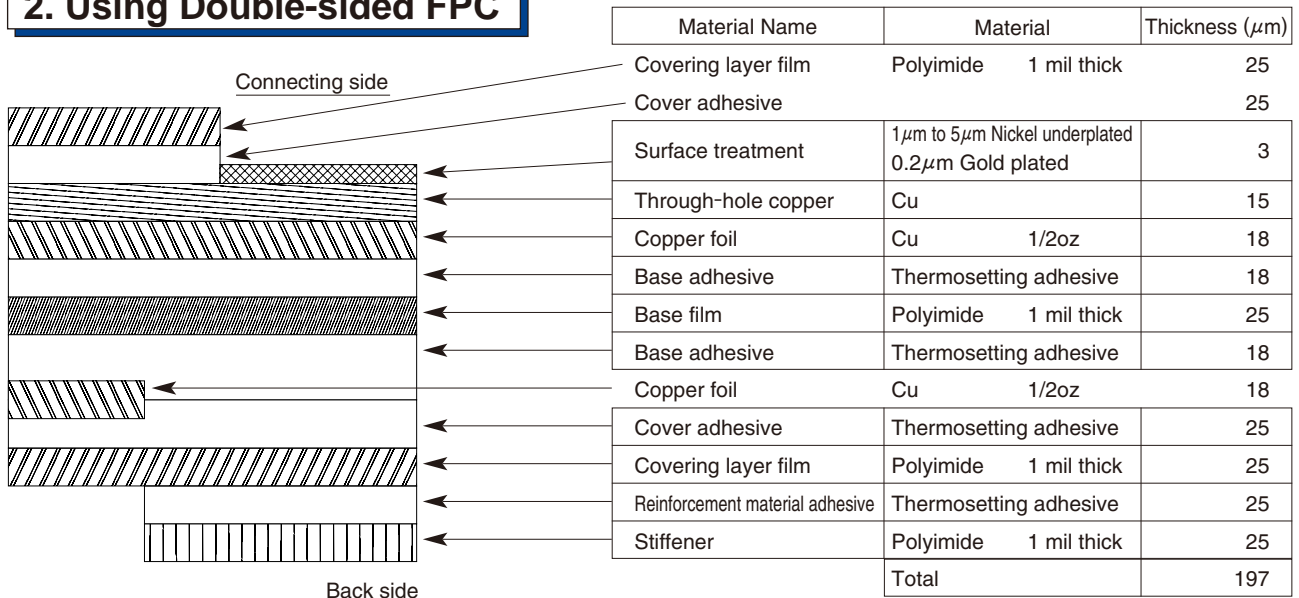 2. Using Double-sided FPC
Connecting side
Back side
Material Name Material Thickness (μm)
Covering layer film Polyimide 1 mil thick 25
Cover adhesive 25
Surface treatment 1μm to 5μm Nickel underplated 3
0.2μm Gold plated
Through-hole copper Cu 15
Copper foil Cu 1/2oz 18
Base adhesive Thermosetting adhesive 18
Base film Polyimide 1 mil thick 25
Base adhesive Thermosetting adhesive 18
Copper foil Cu 1/2oz 18
Cover adhesive Thermosetting adhesive 25
Covering layer film Polyimide 1 mil thick 25
Reinforcement material adhesive Thermosetting adhesive 25
Stiffener Polyimide 1 mil thick 25
Total 197